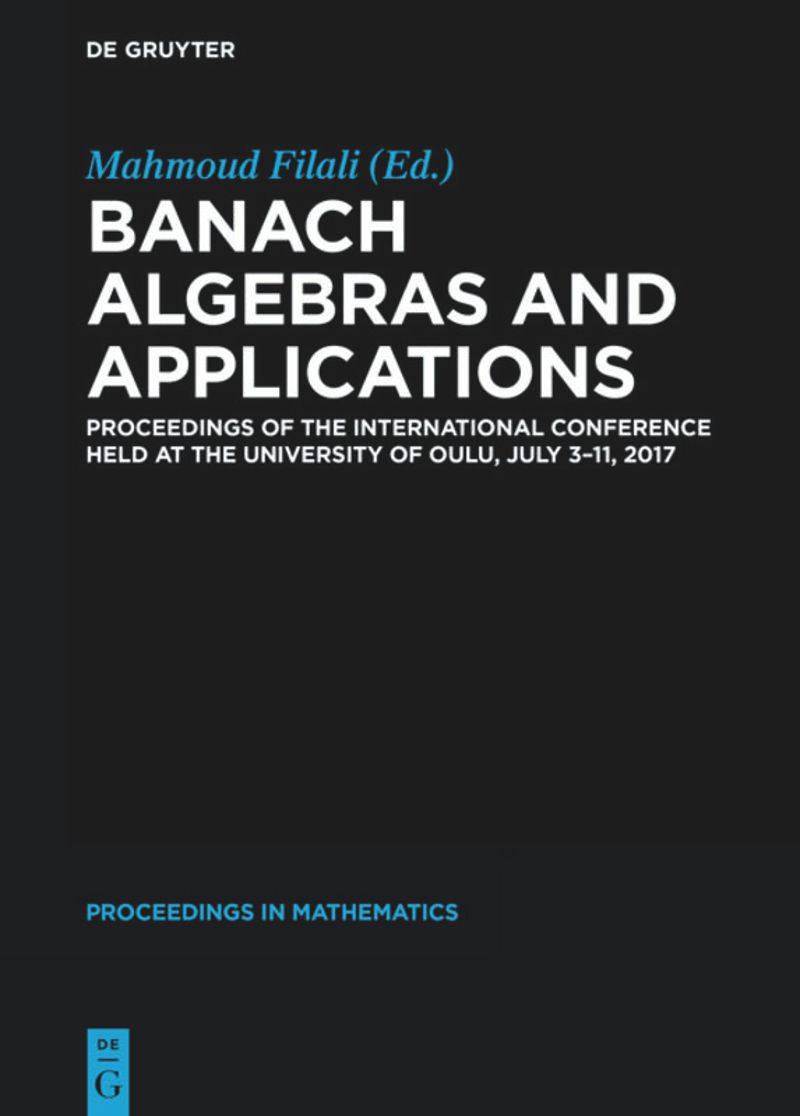 DE GRUYTER
Mahmoud Filali (Ed.)
BANACH
ALGEBRAS AND
APPLICATIONS
PROCEEDINGS OF THE INTERNATIONAL CONFERENCE
HELD AT THE UNIVERSITY OF OULU, JULY 3–11, 2017
PROCEEDINGS IN MATHEMATICS
DE
G